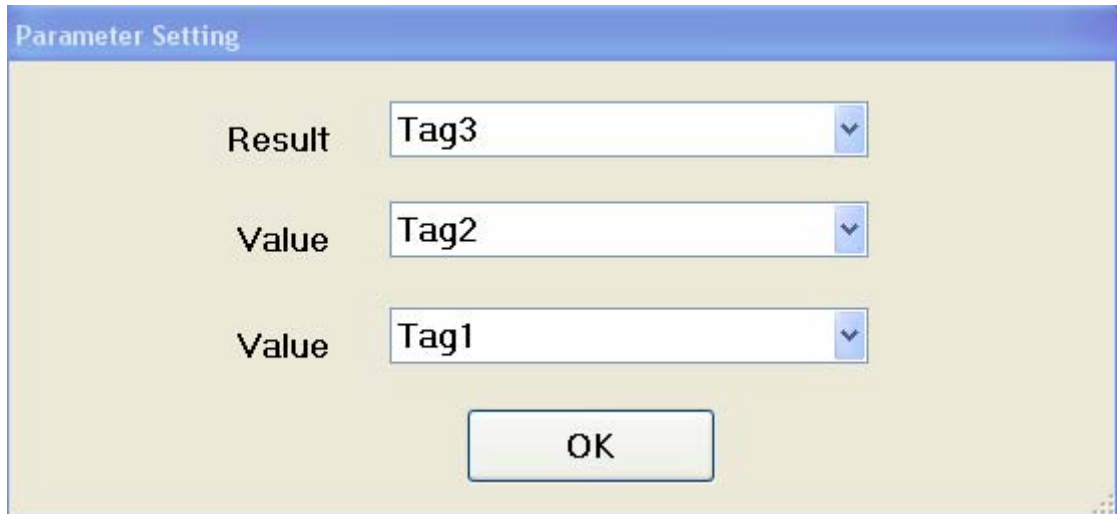 Parameter Setting
Result Tag3
Value Tag2
Value Tag1
OK